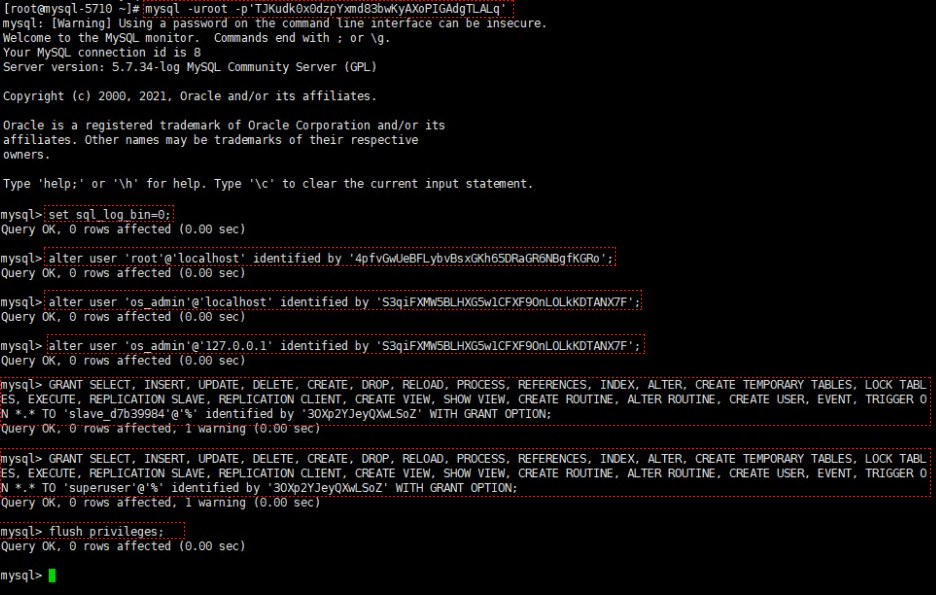 [root@mysql-5710 ~]# mysql -uroot -p'TJKudk0x0dzpYxmd83bwKyAXoPIGAdgTLALq'
mysql: [Warning] Using a password on the command line interface can be insecure.
Welcome to the MySQL monitor.  Commands end with ; or \g.
Your MySQL connection id is 8
Server version: 5.7.34-log MySQL Community Server (GPL)
Copyright (c) 2000, 2021, Oracle and/or its affiliates.
Oracle is a registered trademark of Oracle Corporation and/or its
affiliates. Other names may be trademarks of their respective
owners.
Type 'help;' or '\h' for help. Type '\c' to clear the current input statement.
mysql> set sql_log_bin=0;
Query OK, 0 rows affected (0.00 sec)
mysql> alter user 'root'@'localhost' identified by '4pfvGwUeBFLybvBsxGKh65DRaGR6NBgfKGRo';
Query OK, 0 rows affected (0.00 sec)
mysql> alter user 'os_admin'@'localhost' identified by 'S3qiFXMW5BLHXG5w1CFXF9OnLOLkKDTANX7F';
Query OK, 0 rows affected (0.00 sec)
mysql> alter user 'os_admin'@'127.0.0.1' identified by 'S3qiFXMW5BLHXG5w1CFXF9OnLOLkKDTANX7F';
Query OK, 0 rows affected (0.00 sec)
mysql> GRANT SELECT, INSERT, UPDATE, DELETE, CREATE, DROP, RELOAD, PROCESS, REFERENCES, INDEX, ALTER, CREATE TEMPORARY TABLES, LOCK TABL
ES, EXECUTE, REPLICATION SLAVE, REPLICATION CLIENT, CREATE VIEW, SHOW VIEW, CREATE ROUTINE, ALTER ROUTINE, CREATE USER, EVENT, TRIGGER O
N *.* TO 'slave_d7b39984'@'%' identified by '3OXp2YJeyQXwLSoZ' WITH GRANT OPTION;
Query OK, 0 rows affected, 1 warning (0.00 sec)
mysql> GRANT SELECT, INSERT, UPDATE, DELETE, CREATE, DROP, RELOAD, PROCESS, REFERENCES, INDEX, ALTER, CREATE TEMPORARY TABLES, LOCK TABL
ES, EXECUTE, REPLICATION SLAVE, REPLICATION CLIENT, CREATE VIEW, SHOW VIEW, CREATE ROUTINE, ALTER ROUTINE, CREATE USER, EVENT, TRIGGER O
N *.* TO 'superuser'@'%' identified by '3OXp2YJeyQXwLSoZ' WITH GRANT OPTION;
Query OK, 0 rows affected, 1 warning (0.00 sec)
mysql> flush privileges;
Query OK, 0 rows affected (0.00 sec)
mysql>